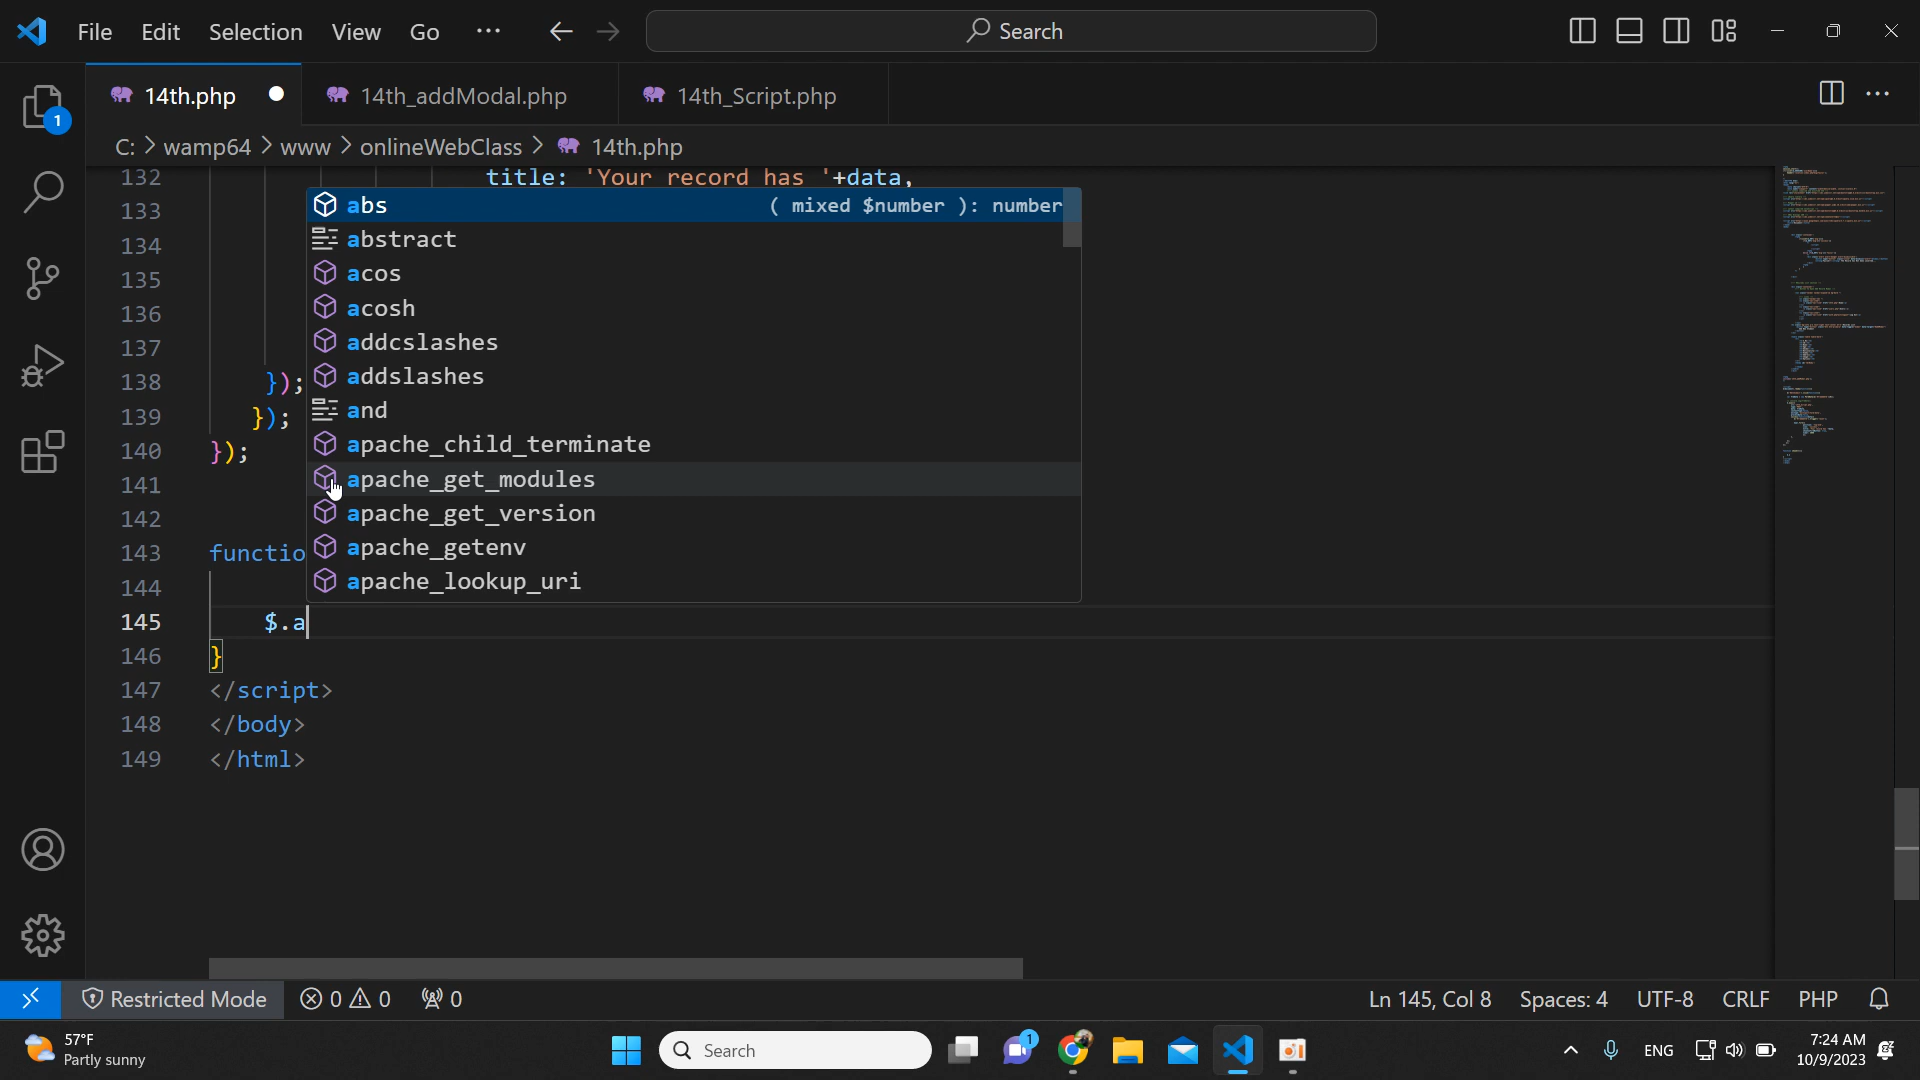 File Edit Selection View Go ··· Search
14th.php 14th_addModal.php 14th_Script.php
1
C: > wamp64 > www > onlineWebClass > 14th.php
132 title: 'Your record has '+data,
133 abs ( mixed $number ): number
134 abstract
135 acos
136 acosh
137 addcslashes
138 }); addslashes
139 }); and
140 }); apache_child_terminate
141 apache_get_modules
142 apache_get_version
143 functio apache_getenv
144 apache_lookup_uri
145 $.a
146 }
147 </script>
148 </body>
149 </html>
Restricted Mode 0 0 0 Ln 145, Col 8 Spaces: 4 UTF-8 CRLF PHP
57°F
Partly sunny
Search
1
ENG
7:24 AM
10/9/2023